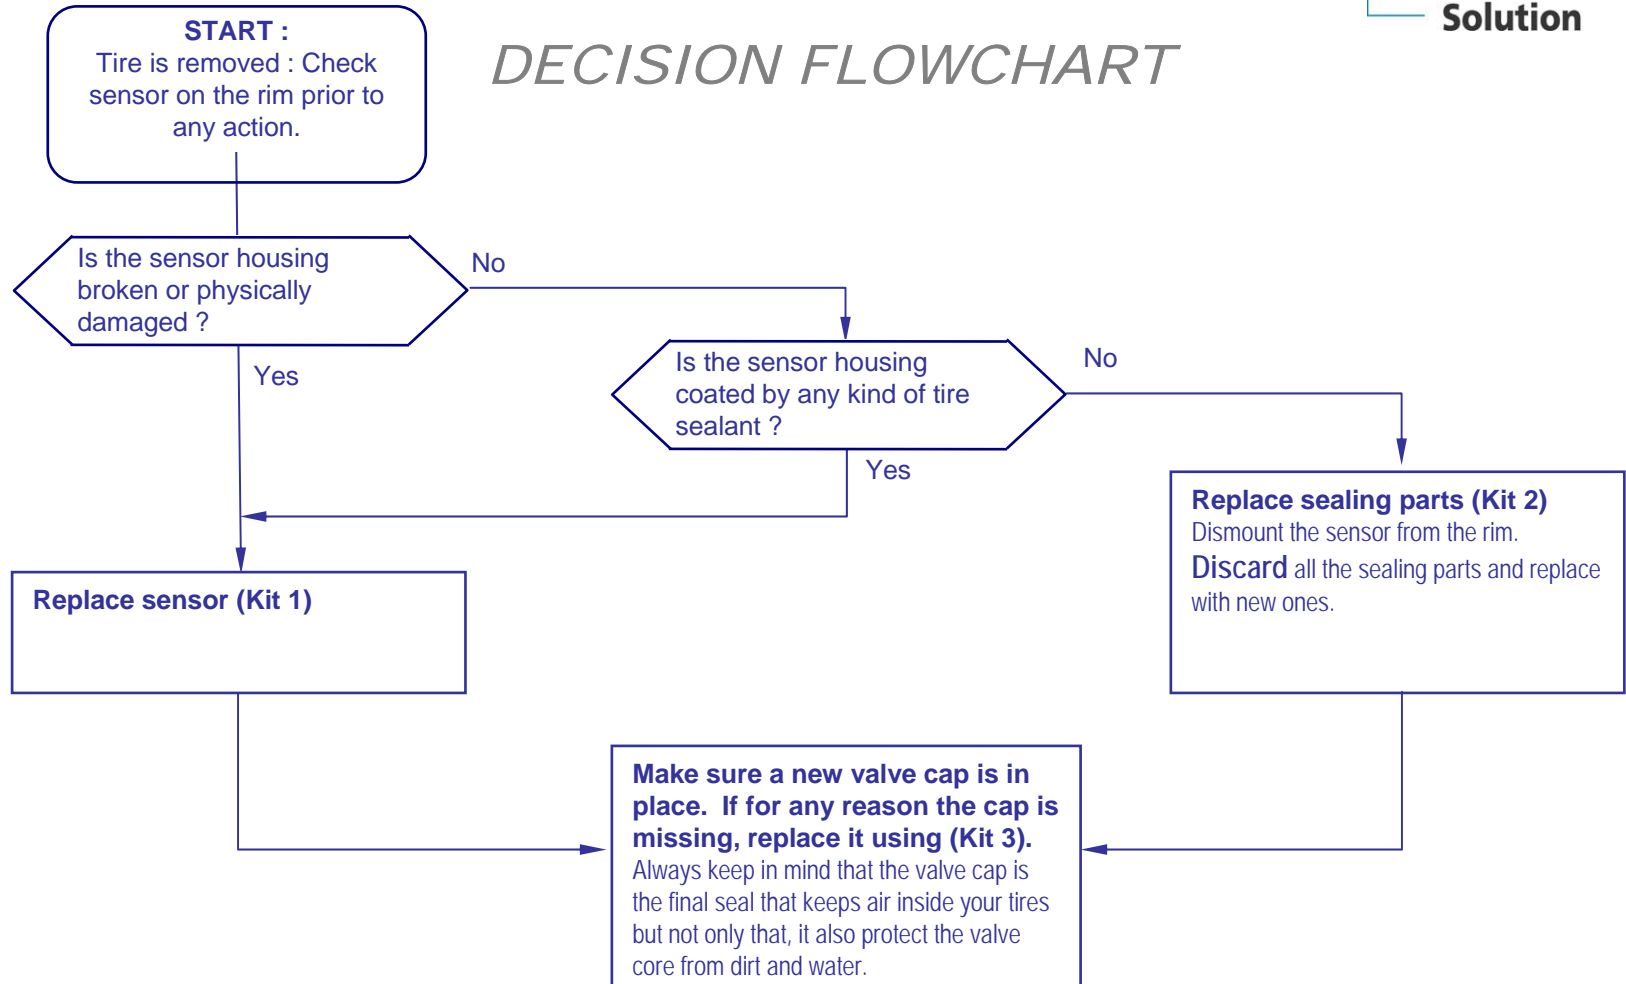 Solution
DECISION FLOWCHART
START :
Tire is removed : Check
sensor on the rim prior to
any action.
Is the sensor housing
broken or physically
damaged ?
No
Yes
Is the sensor housing
coated by any kind of tire
sealant ?
No
Yes
Replace sealing parts (Kit 2)
Dismount the sensor from the rim.
Discard all the sealing parts and replace
with new ones.
Replace sensor (Kit 1)
Make sure a new valve cap is in
place.  If for any reason the cap is
missing, replace it using (Kit 3).
Always keep in mind that the valve cap is
the final seal that keeps air inside your tires
but not only that, it also protect the valve
core from dirt and water.